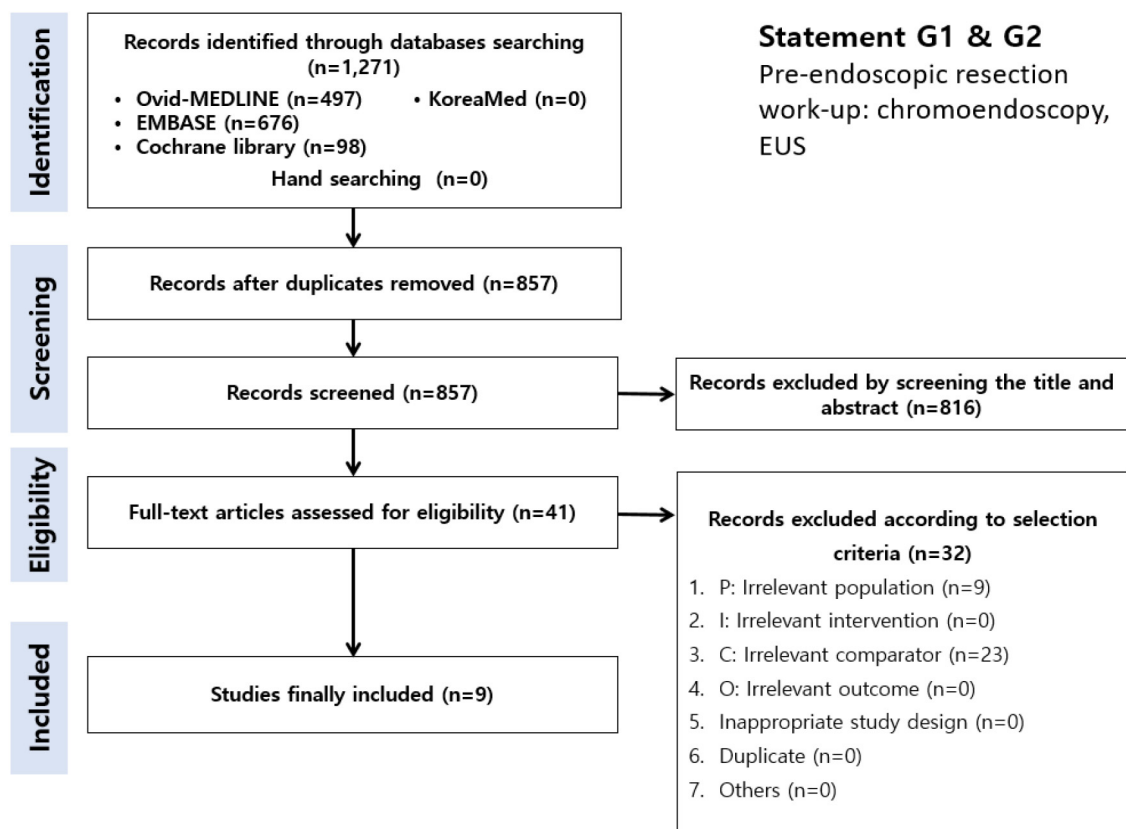 Identification
Records identified through databases searching
(n=1,271)
• Ovid-MEDLINE (n=497) • KoreaMed (n=0)
• EMBASE (n=676)
• Cochrane library (n=98)
Hand searching (n=0)
Statement G1 & G2
Pre-endoscopic resection
work-up: chromoendoscopy,
EUS
Screening
Records after duplicates removed (n=857)
Records screened (n=857)
Records excluded by screening the title and
abstract (n=816)
Eligibility
Full-text articles assessed for eligibility (n=41)
Records excluded according to selection
criteria (n=32)
1. P: Irrelevant population (n=9)
2. I: Irrelevant intervention (n=0)
3. C: Irrelevant comparator (n=23)
4. O: Irrelevant outcome (n=0)
5. Inappropriate study design (n=0)
6. Duplicate (n=0)
7. Others (n=0)
Included
Studies finally included (n=9)